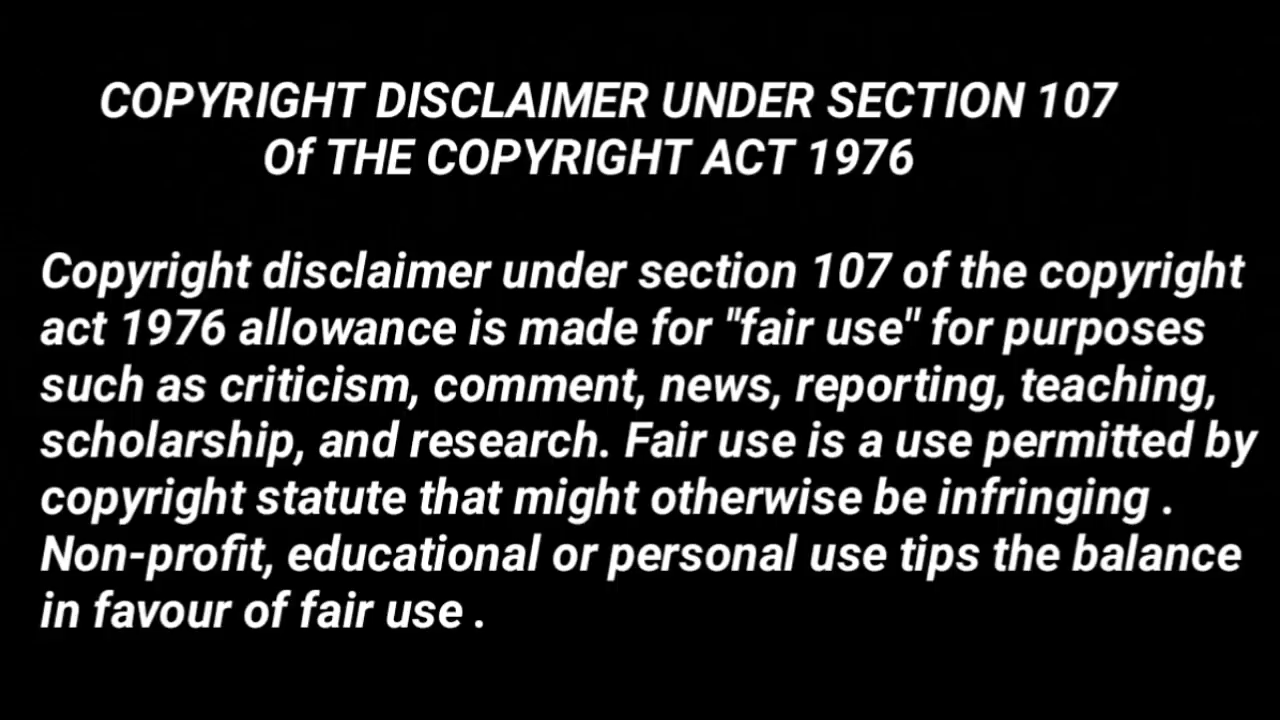 COPYRIGHT DISCLAIMER UNDER SECTION 107
Of THE COPYRIGHT ACT 1976
Copyright disclaimer under section 107 of the copyright
act 1976 allowance is made for "fair use" for purposes
such as criticism, comment, news, reporting, teaching,
scholarship, and research. Fair use is a use permitted by
copyright statute that might otherwise be infringing .
Non-profit, educational or personal use tips the balance
in favour of fair use .